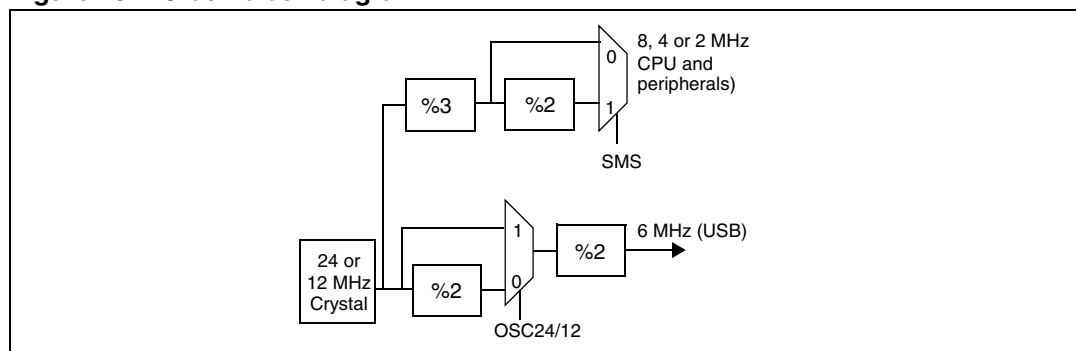 8, 4 or 2 MHz
CPU and
peripherals)
0
1
%3
%2
SMS
6 MHz (USB)
1
0
%2
%2
24 or
12 MHz
Crystal
OSC24/12